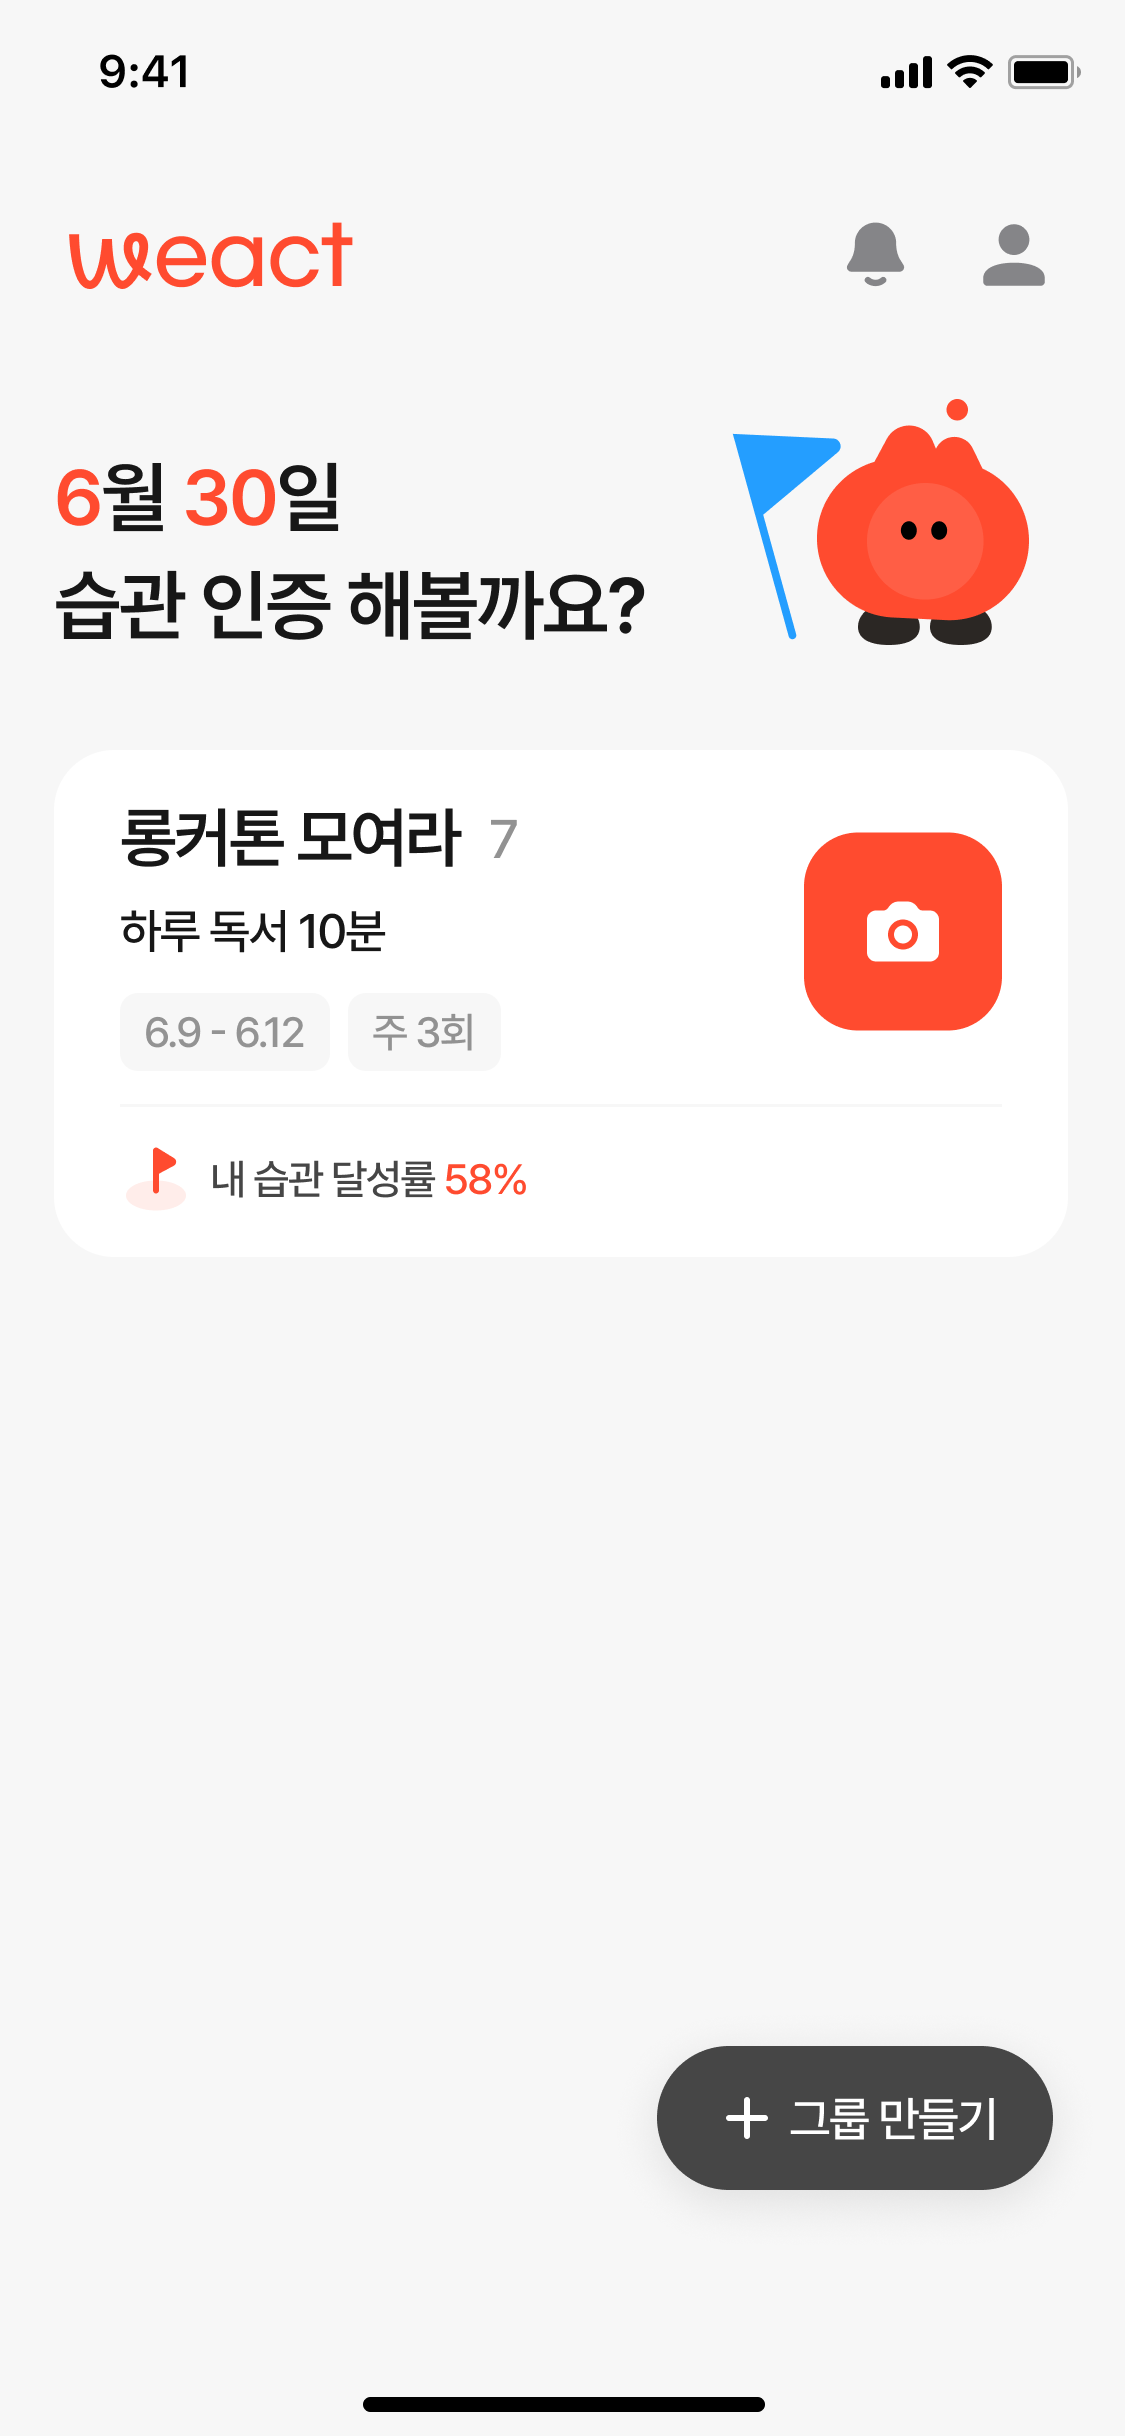 9:41
weact
6월 30일
습관 인증 해볼까요?
롱커톤 모여라 7
하루 독서 10분
6.9 - 6.12 주 3회
내 습관 달성률 58%
그룹 만들기